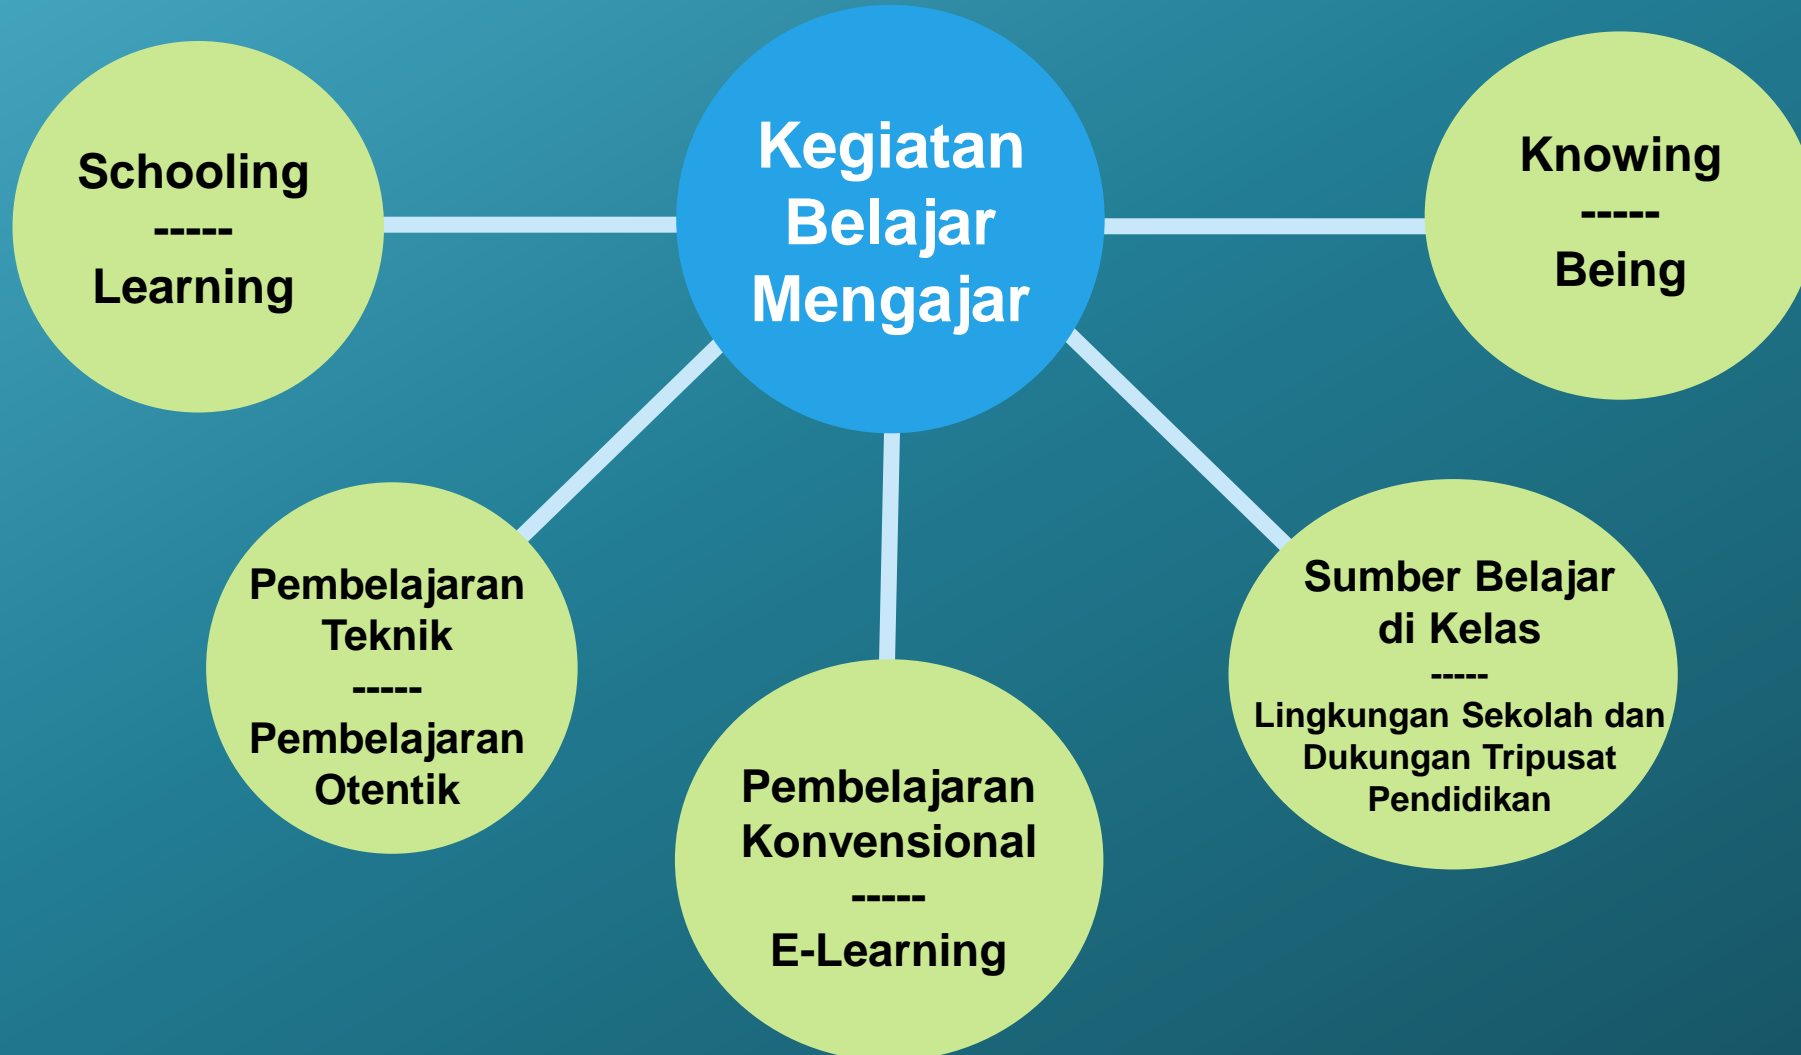 Kegiatan
Belajar
Mengajar
Schooling
-----
Learning
Knowing
-----
Being
Pembelajaran
Teknik
-----
Pembelajaran
Otentik
Pembelajaran
Konvensional
-----
E-Learning
Sumber Belajar
di Kelas
-----
Lingkungan Sekolah dan
Dukungan Tripusat
Pendidikan